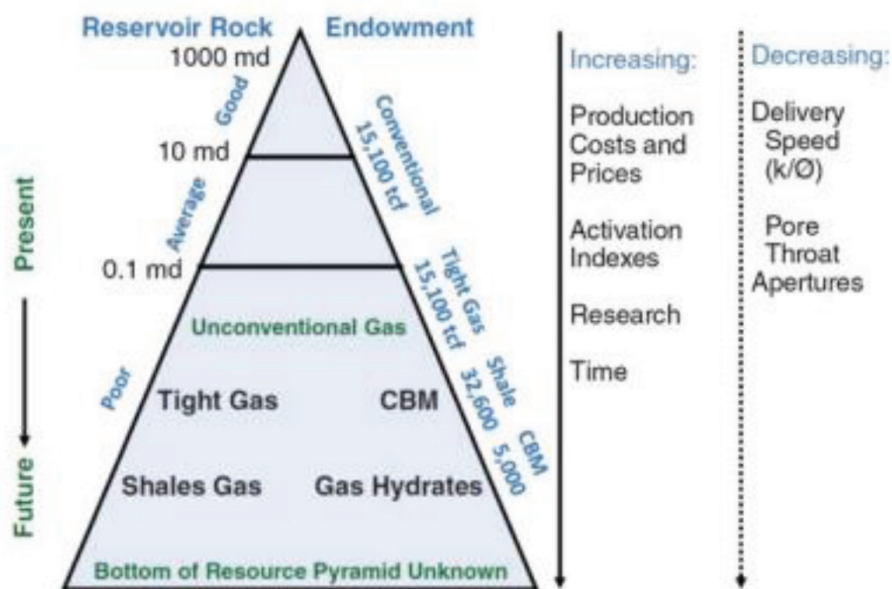 Reservoir Rock
Endowment
1000 md
Good
10 md
Average
0.1 md
Poor
Present
Future
Conventional
15,100 tcf
Tight Gas
15,100 tcf
Shale
32,600
CBM
5,000
Unconventional Gas
Tight Gas
CBM
Shales Gas
Gas Hydrates
Bottom of Resource Pyramid Unknown
Increasing:
Production
Costs and
Prices
Activation
Indexes
Research
Time
Decreasing:
Delivery
Speed
(k/Ø)
Pore
Throat
Apertures